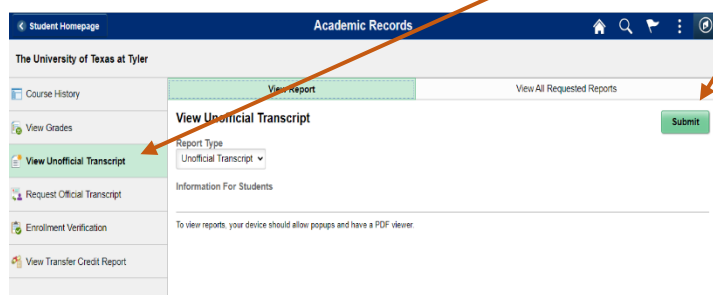 Student Homepage
Academic Records
The University of Texas at Tyler
Course History
View Grades
View Unofficial Transcript
Request Official Transcript
Enrollment Verification
View Transfer Credit Report
View Report
View All Requested Reports
View Unofficial Transcript
Submit
Report Type
Unofficial Transcript
Information For Students
To view reports, your device should allow popups and have a PDF viewer.